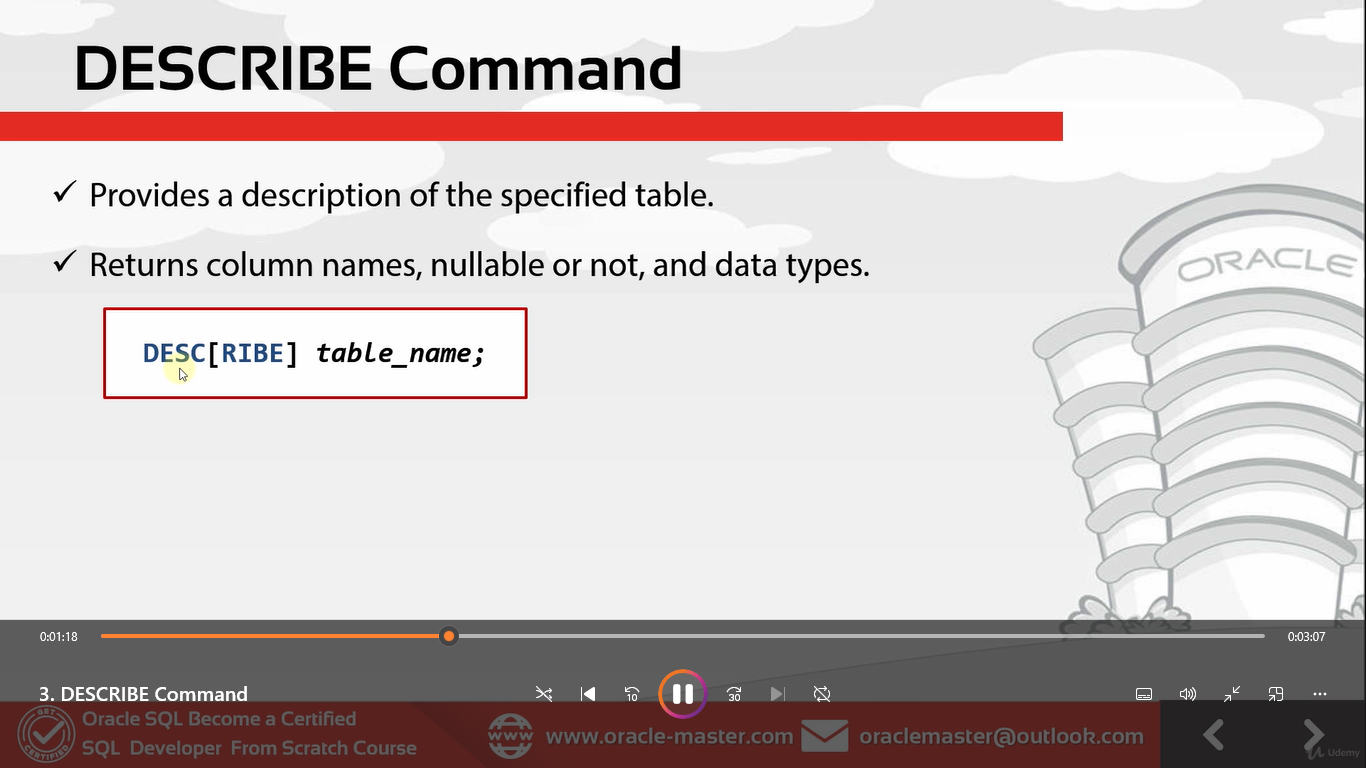 DESCRIBE Command
✓ Provides a description of the specified table.
✓ Returns column names, nullable or not, and data types.
DESC[RIBE] table_name;
ORACLE
0:01:18
0:03:07
3. DESCRIBE Command
10
30
GET
CERTIFIED
Oracle SQL Become a Certified
SQL Developer From Scratch Course
www
www.oracle-master.com
oraclemaster@outlook.com
Udemy